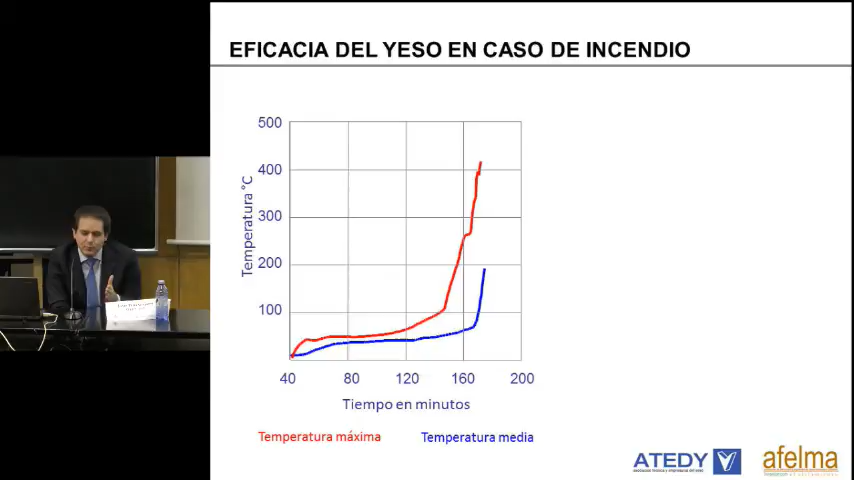 EFICACIA DEL YESO EN CASO DE INCENDIO
500
400
300
200
100
Temperatura °C
40
80
120
160
200
Tiempo en minutos
Temperatura máxima
Temperatura media
ATEDY
afelma